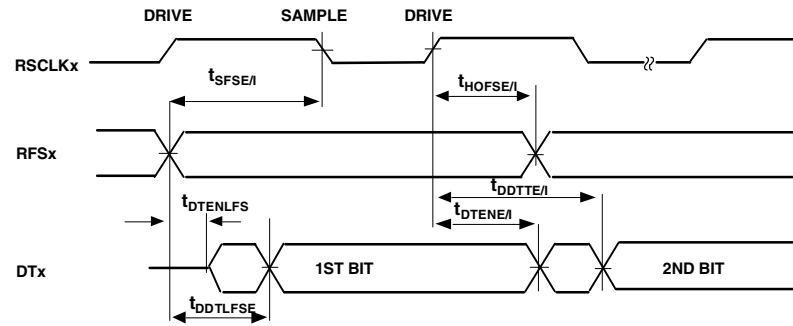 DRIVE SAMPLE DRIVE
RSCLKx
tSFSE/I
tHOFSE/I
RFSx
tDDTTE/I
tDTENLFS
tDTENE/I
DTx
1ST BIT
2ND BIT
tDDTLFSE